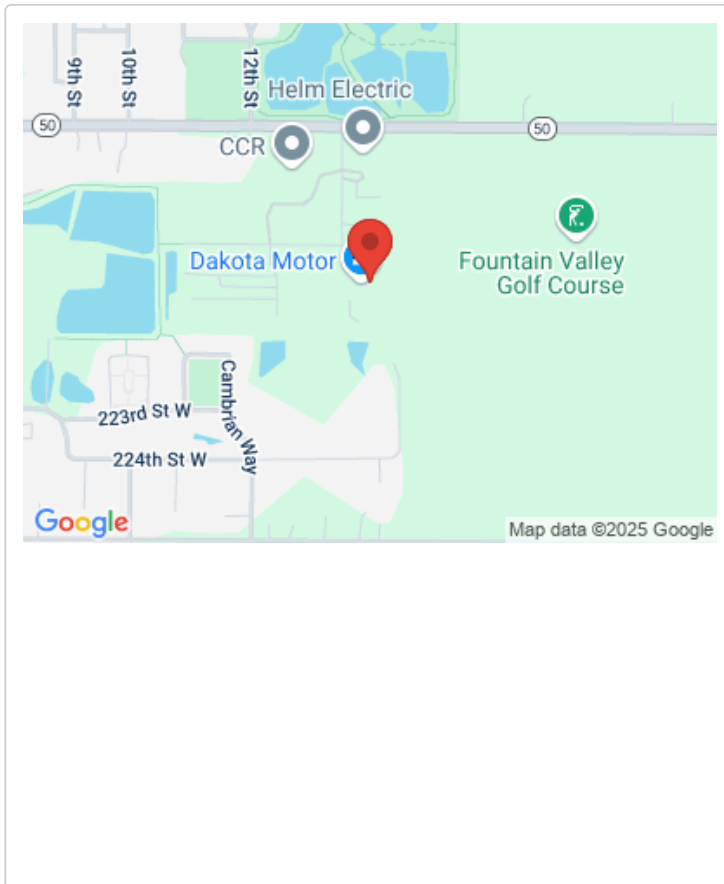 9th St
10th St
12th St
Helm Electric
50
50
CCR
Dakota Motor
Fountain Valley
Golf Course
Cambrian Way
223rd St W
224th St W
Google
Map data ©2025 Google